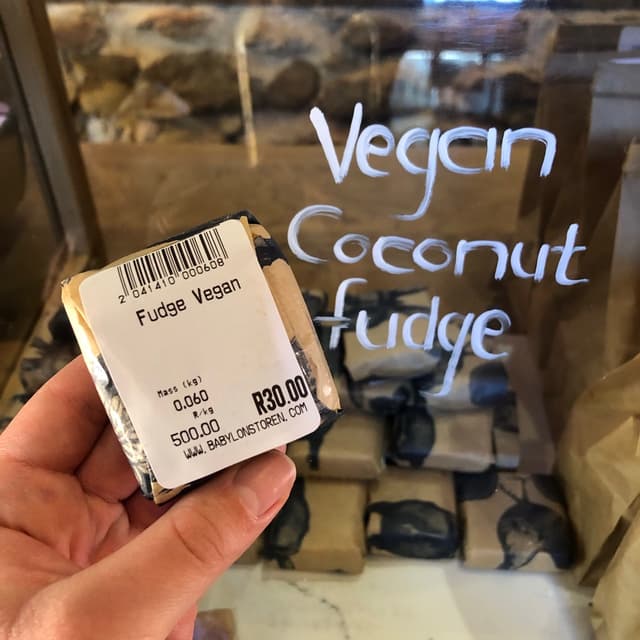 Vegan
Coconut
fudge
2 041410 000608
Fudge Vegan
Mass (kg)
0.060
R/kg
500.00
R30.00
WWW.BABYLONSTOREN.COM